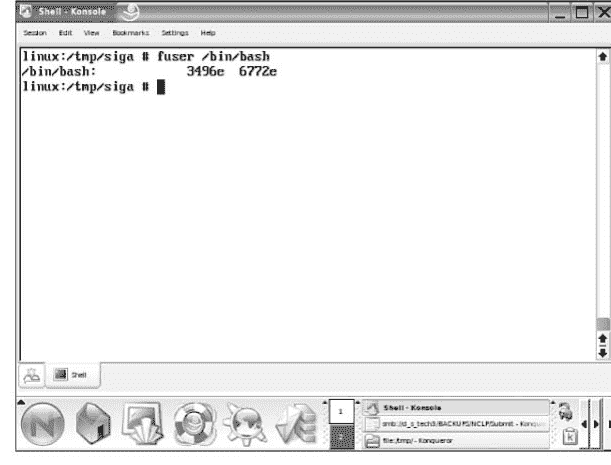 Shell - Konsole
Session Edit View Bookmarks Settings Help
linux:/tmp/siga # fuser /bin/bash
/bin/bash: 3496e 6772e
linux:/tmp/siga #
Shell
N
1
Shell - Konsole
file:/tmp/ - Konqueror
k